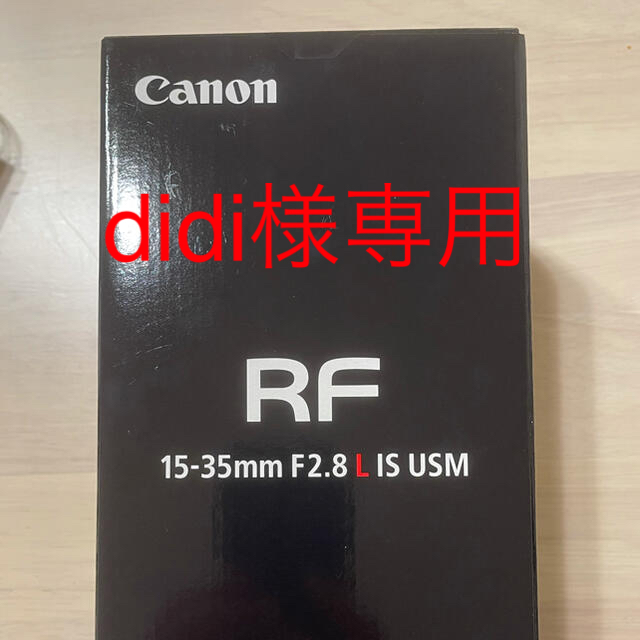 Canon
didi様専用
RF
15-35mm F2.8 L IS USM